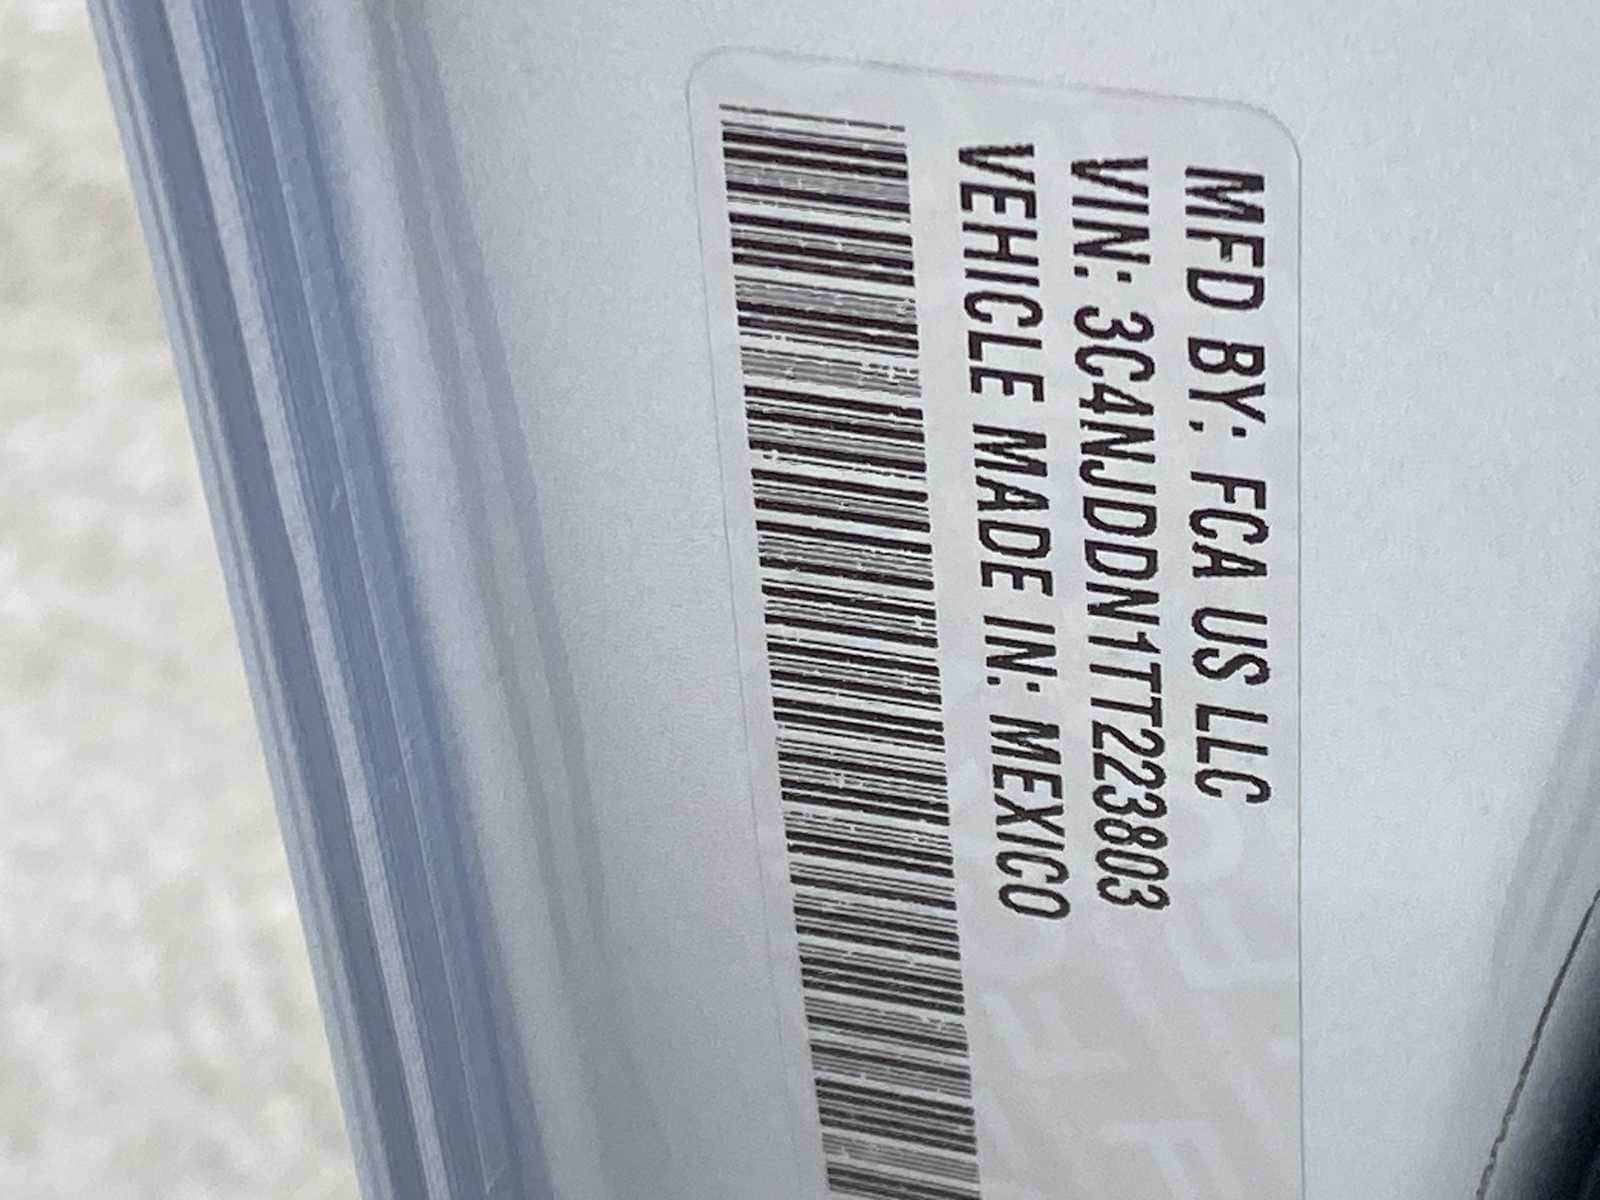 MFD BY: FCA US LLC
VIN: 3C4NJDDN1TT223803
VEHICLE MADE IN: MEXICO